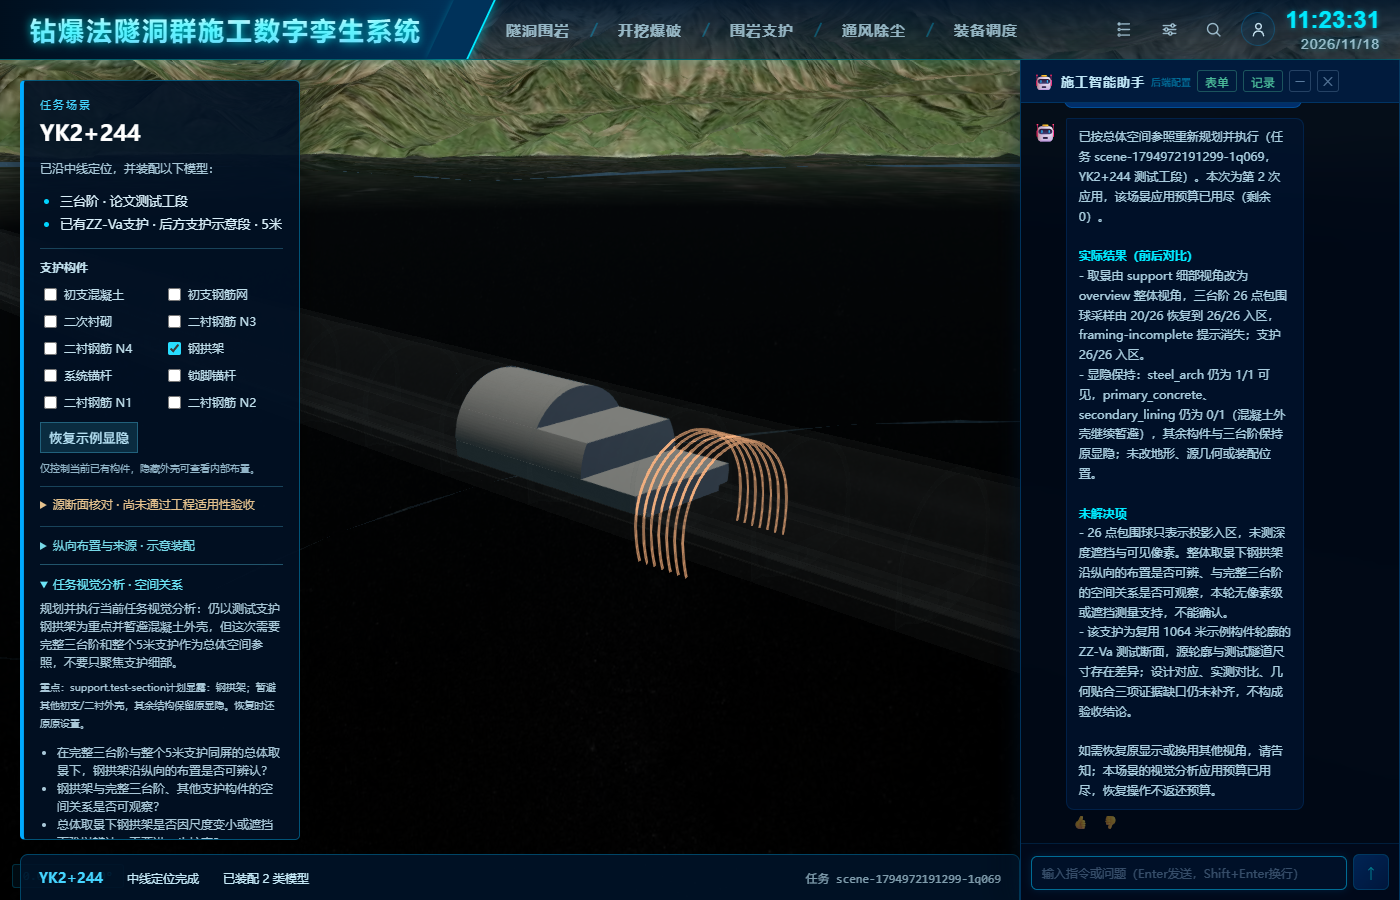 钻爆法隧洞群施工数字孪生系统
隧洞围岩 / 开挖爆破 / 围岩支护 / 通风除尘 / 装备调度
11:23:31
2026/11/18
任务场景
YK2+244
已沿中线定位，并装配以下模型：
三台阶 · 论文测试工段
已有ZZ-Va支护 · 后方支护示意段 · 5米
支护构件
初支混凝土 初支钢筋网
二次衬砌 二衬钢筋 N3
二衬钢筋 N4 钢拱架
系统锚杆 锁脚锚杆
二衬钢筋 N1 二衬钢筋 N2
恢复示例显隐
仅控制当前已有构件，隐藏外壳可查看内部布置。
源断面核对 · 尚未通过工程适用性验收
纵向布置与来源 · 示意装配
任务视觉分析 · 空间关系
规划并执行当前任务视觉分析：仍以测试支护
钢拱架为重点并暂避混凝土外壳，但这次需要
完整三台阶和整个5米支护作为总体空间参
照，不要只聚焦支护细部。
重点：support.test-section计划显露：钢拱架；暂避
其他初支/二衬外壳，其余结构保留原显隐。恢复时还
原原设置。
在完整三台阶与整个5米支护同屏的总体取
景下，钢拱架沿纵向的布置是否可辨认？
钢拱架与完整三台阶、其他支护构件的空
间关系是否可观察？
总体取景下钢拱架是否因尺度变小或遮挡
施工智能助手 后端配置 表单 记录
已按总体空间参照重新规划并执行（任
务 scene-1794972191299-1q069，
YK2+244 测试工段）。本次为第 2 次
应用，该场景应用预算已用尽（剩余
0）。
实际结果（前后对比）
- 取景由 support 细部视角改为
overview 整体视角，三台阶 26 点包围
球采样由 20/26 恢复到 26/26 入区，
framing-incomplete 提示消失；支护
26/26 入区。
- 显隐保持：steel_arch 仍为 1/1 可
见，primary_concrete、
secondary_lining 仍为 0/1（混凝土外
壳继续暂避），其余构件与三台阶保持
原显隐；未改地形、源几何或装配位
置。
未解决项
- 26 点包围球只表示投影入区，未测深
度遮挡与可见像素。整体取景下钢拱架
沿纵向的布置是否可辨、与完整三台阶
的空间关系是否可观察，本轮无像素级
或遮挡测量支持，不能确认。
- 该支护为复用 1064 米示例构件轮廓的
ZZ-Va 测试断面，源轮廓与测试隧道尺
寸存在差异；设计对应、实测对比、几
何贴合三项证据缺口仍未补齐，不构成
验收结论。
如需恢复原显示或换用其他视角，请告
知；本场景的视觉分析应用预算已用
尽，恢复操作不返还预算。
输入指令或问题（Enter发送，Shift+Enter换行）
YK2+244 中线定位完成 已装配 2 类模型 任务 scene-1794972191299-1q069